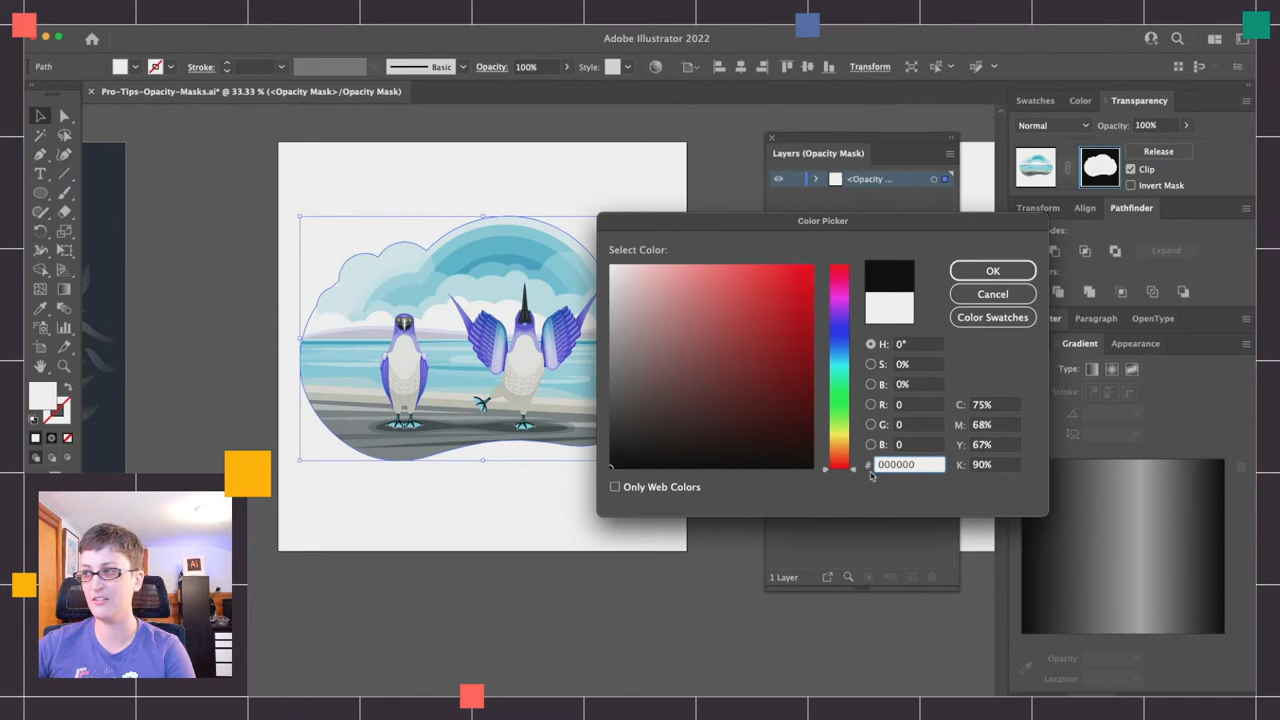 Adobe Illustrator 2022
Path
Stroke:
Basic
Opacity: 100%
Style:
Transform
Pro-Tips-Opacity-Masks.ai* @ 33.33 % (<Opacity Mask>/Opacity Mask)
Swatches Color Transparency
Normal Opacity: 100%
Release
Clip
Invert Mask
Layers (Opacity Mask)
<Opacity ...
Transform Align Pathfinder
Expand
Paragraph OpenType
Gradient Appearance
Type:
Stroke:
Opacity:
Location:
Color Picker
Select Color:
OK
Cancel
Color Swatches
H: 0°
S: 0%
B: 0%
R: 0 C: 75%
G: 0 M: 68%
B: 0 Y: 67%
# 000000 K: 90%
Only Web Colors
1 Layer
Ai